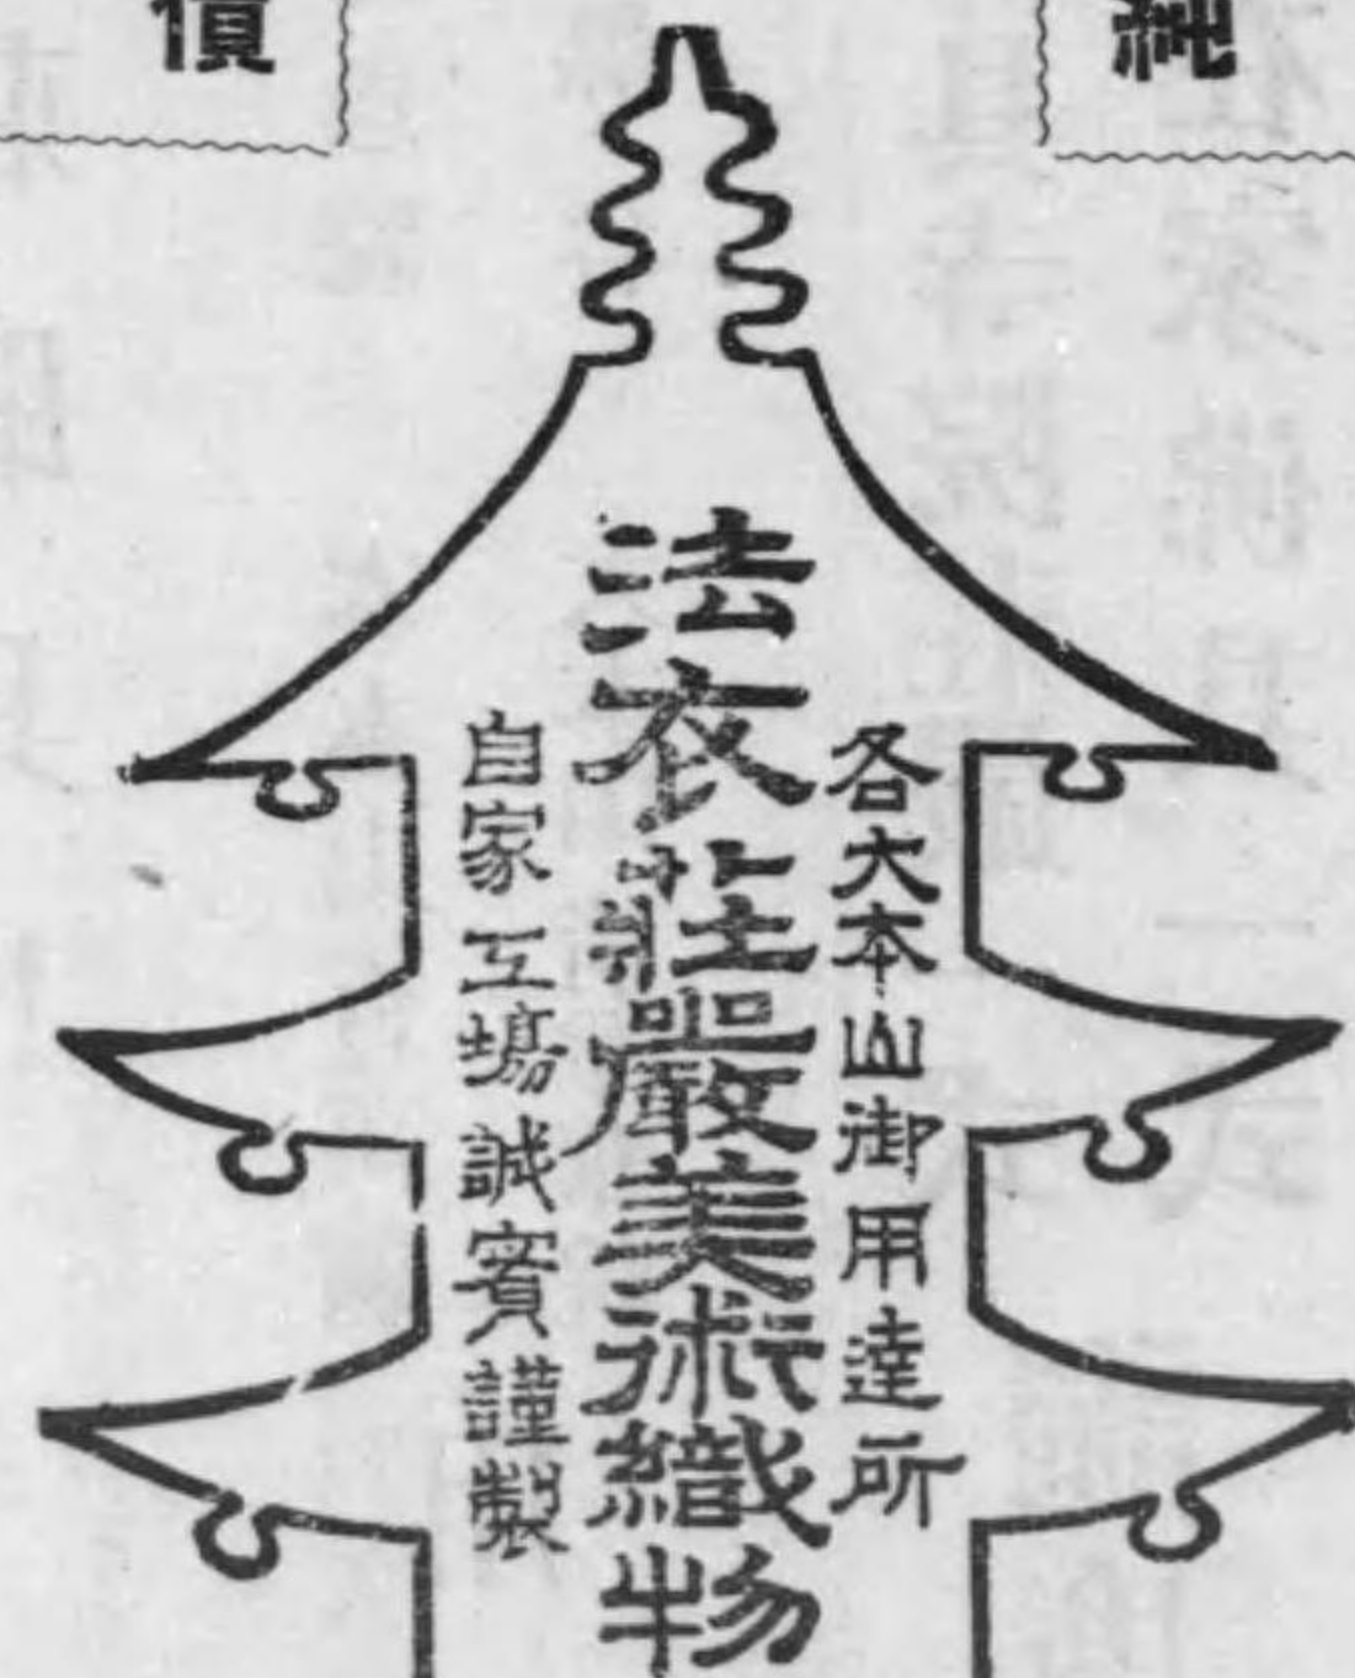 純
各大本山御用達所
法衣莊嚴美術織物
自家工場誠實謹製
價